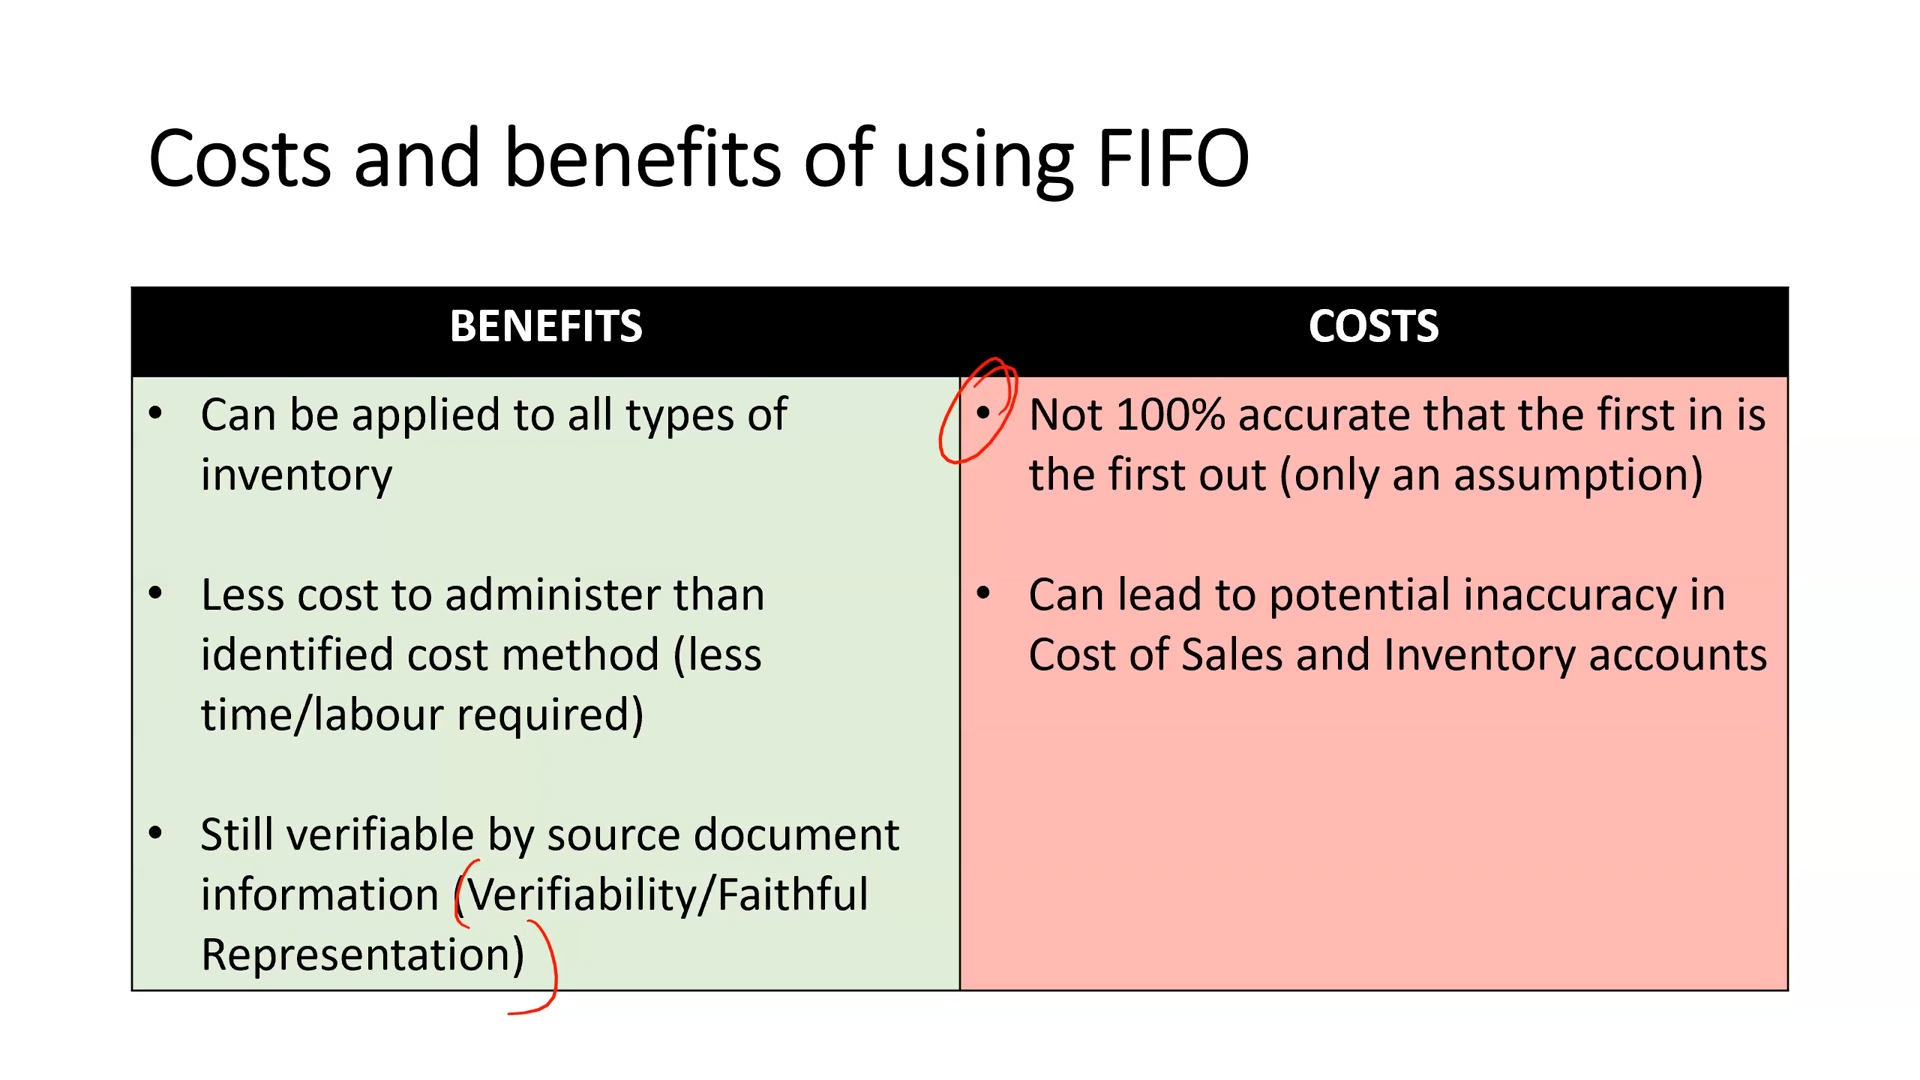 Costs and benefits of using FIFO
BENEFITS
• Can be applied to all types of
inventory
• Less cost to administer than
identified cost method (less
time/labour required)
• Still verifiable by source document
information (Verifiability/Faithful
Representation)
COSTS
• Not 100% accurate that the first in is
the first out (only an assumption)
• Can lead to potential inaccuracy in
Cost of Sales and Inventory accounts